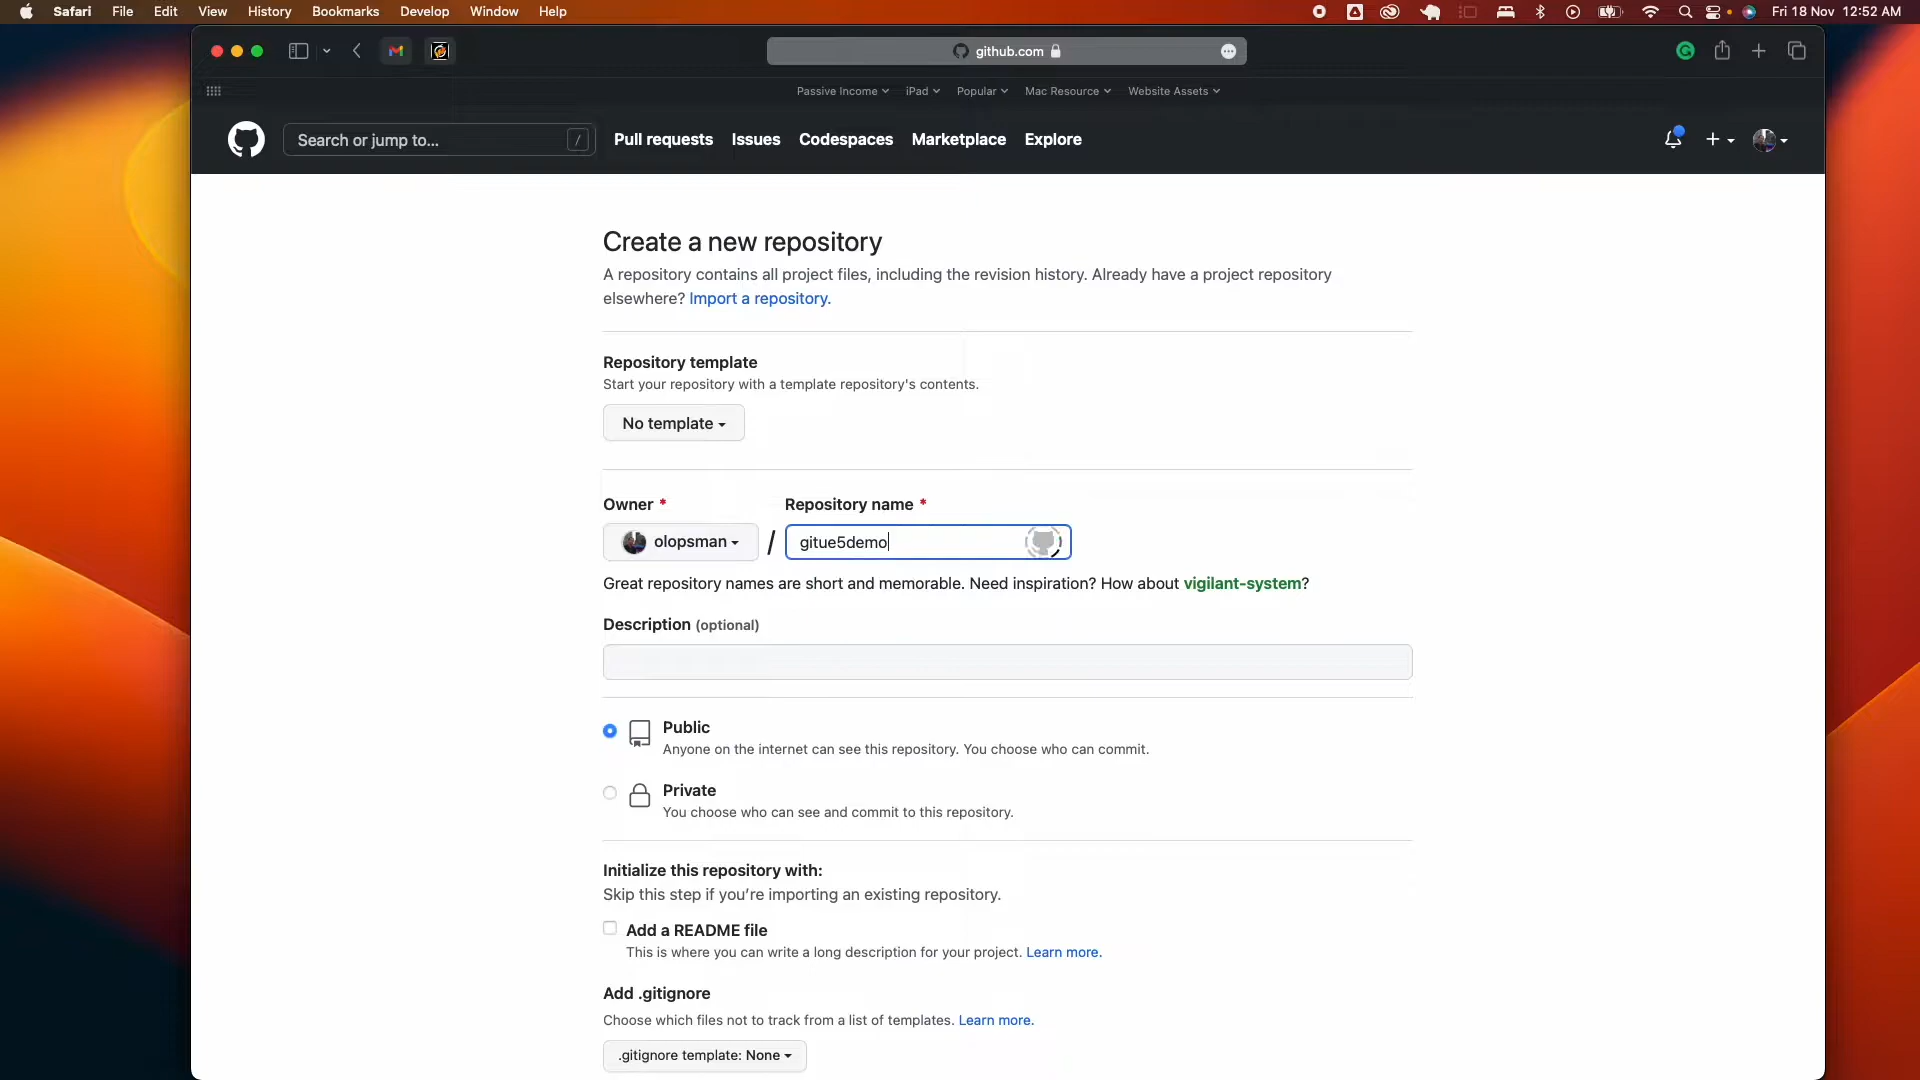 Safari File Edit View History Bookmarks Develop Window Help
Fri 18 Nov 12:52 AM
github.com
Passive Income iPad Popular Mac Resource Website Assets
Search or jump to... / Pull requests Issues Codespaces Marketplace Explore
Create a new repository
A repository contains all project files, including the revision history. Already have a project repository
elsewhere? Import a repository.
Repository template
Start your repository with a template repository's contents.
No template
Owner * Repository name *
olopsman / gitue5demo
Great repository names are short and memorable. Need inspiration? How about vigilant-system?
Description (optional)
Public
Anyone on the internet can see this repository. You choose who can commit.
Private
You choose who can see and commit to this repository.
Initialize this repository with:
Skip this step if you’re importing an existing repository.
Add a README file
This is where you can write a long description for your project. Learn more.
Add .gitignore
Choose which files not to track from a list of templates. Learn more.
.gitignore template: None